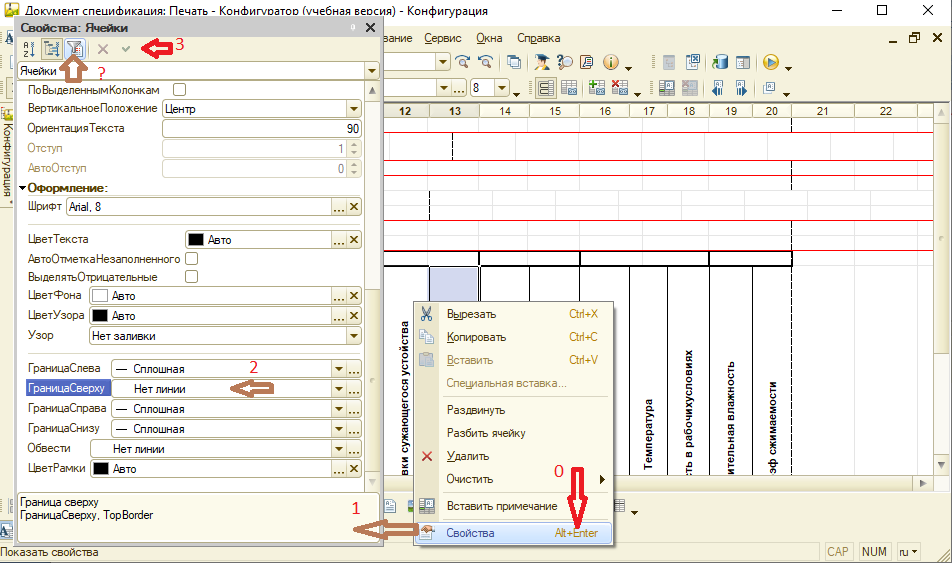 Документ спецификация: Печать - Конфигуратор (учебная версия) - Конфигурация
Свойства: Ячейки
3
вание Сервис Окна Справка
?
Ячейки
8
ПоВыделеннымКолонкам
ВертикальноеПоложение Центр
12 13 14 15 16 17 18 19 20 21 22
ОриентацияТекста 90
Отступ 1
АвтоОтступ 0
Конфигурация
Оформление:
Шрифт Arial, 8
ЦветТекста Авто
АвтоОтметкаНезаполненного
ВыделятьОтрицательные
ЦветФона Авто
ЦветУзора Авто
Узор Нет заливки
ГраницаСлева Сплошная
2
ГраницаСверху Нет линии
ГраницаСправа Сплошная
ГраницаСнизу Сплошная
Обвести Нет линии
ЦветРамки Авто
Граница сверху
ГраницаСверху, TopBorder
1
Вырезать Ctrl+X
Копировать Ctrl+C
Вставить Ctrl+V
Специальная вставка...
Раздвинуть
Разбить ячейку
Удалить
0
Очистить
Вставить примечание
Свойства Alt+Enter
вки сужающегося устойства
Температура
ть в рабочихусловиях
ительная влажность
эф сжимаемости
Показать свойства
CAP NUM ru